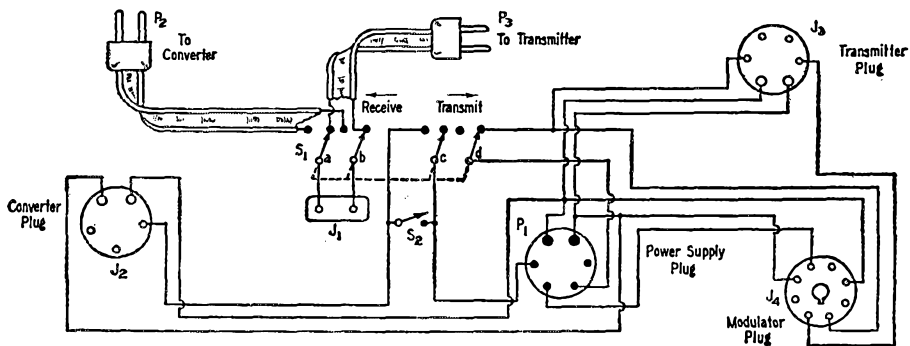 P2
To
Converter
P3
To Transmitter
J3
Transmitter
Plug
Receive
Transmit
S1
a
b
c
d
Converter
Plug
J2
J1
S2
P1
Power Supply
Plug
J4
Modulator
Plug